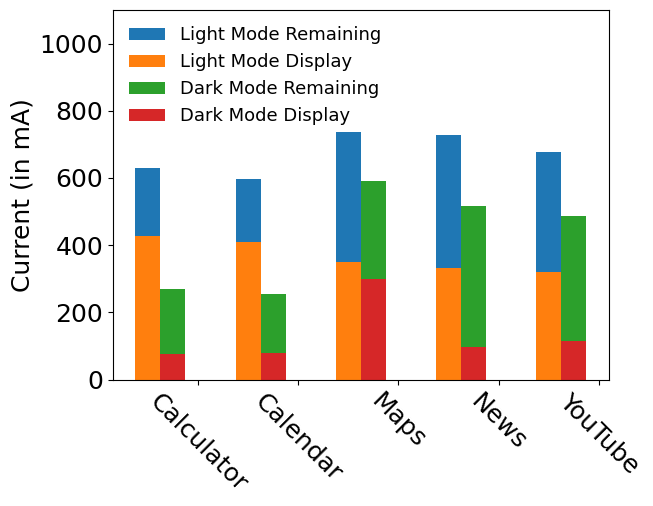 Light Mode Remaining
Light Mode Display
Dark Mode Remaining
Dark Mode Display
Current (in mA)
1000
800
600
400
200
0
Calculator
Calendar
Maps
News
YouTube